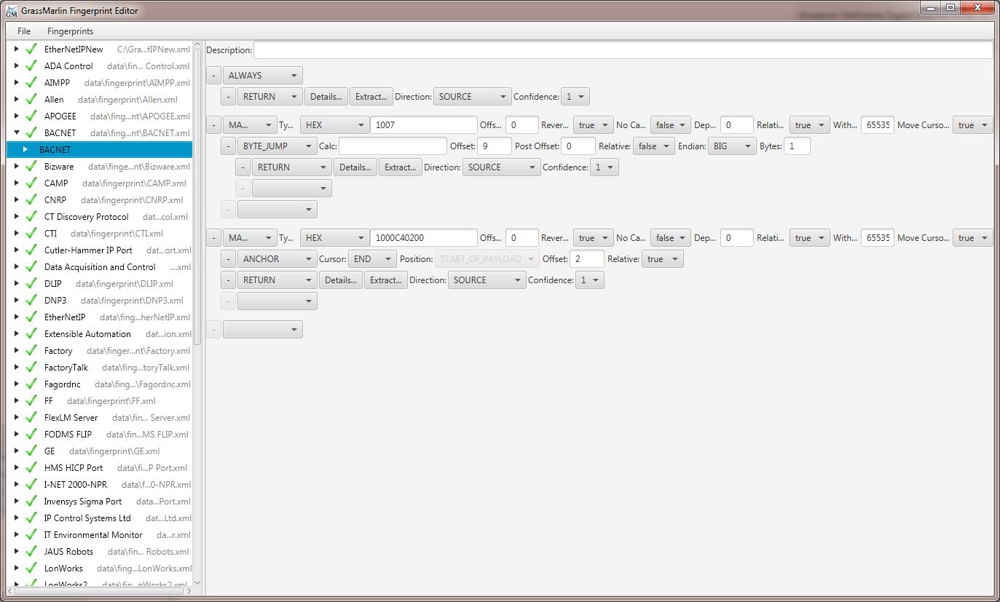 GrassMarlin Fingerprint Editor
File Fingerprints
EtherNetIPNew C:\Gra...tIPNew.xml
ADA Control data\fin... Control.xml
AIMPP data\fingerprint\AIMPP.xml
Allen data\fingerprint\Allen.xml
APOGEE data\fing...nt\APOGEE.xml
BACNET data\fing...nt\BACNET.xml
BACNET
Bizware data\finge...nt\Bizware.xml
CAMP data\fingerprint\CAMP.xml
CNRP data\fingerprint\CNRP.xml
CT Discovery Protocol dat...col.xml
CTI data\fingerprint\CTI.xml
Cutler-Hammer IP Port dat...ort.xml
Data Acquisition and Control ....xml
DLIP data\fingerprint\DLIP.xml
DNP3 data\fingerprint\DNP3.xml
EtherNetIP data\fing...herNetIP.xml
Extensible Automation dat...ion.xml
Factory data\finger...nt\Factory.xml
FactoryTalk data\fing...toryTalk.xml
Fagordnc data\fing...\Fagordnc.xml
FF data\fingerprint\FF.xml
FlexLM Server data\fin... Server.xml
FODMS FLIP data\fin...MS FLIP.xml
GE data\fingerprint\GE.xml
HMS HICP Port data\fi...P Port.xml
I-NET 2000-NPR data\f...0-NPR.xml
Invensys Sigma Port data...Port.xml
IP Control Systems Ltd dat...Ltd.xml
IT Environmental Monitor da...r.xml
JAUS Robots data\fin... Robots.xml
LonWorks data\fing...LonWorks.xml
LonWorks2 data\fin...nWorks2.xml
Description:
- ALWAYS
- RETURN Details... Extract... Direction: SOURCE Confidence: 1
- MA... Ty... HEX 1007 Offs... 0 Rever... true No Ca... false Dep... 0 Relati... true With... 65535 Move Curso... true
- BYTE_JUMP Calc: Offset: 9 Post Offset: 0 Relative: false Endian: BIG Bytes: 1
- RETURN Details... Extract... Direction: SOURCE Confidence: 1
-
-
- MA... Ty... HEX 1000C40200 Offs... 0 Rever... true No Ca... false Dep... 0 Relati... true With... 65535 Move Curso... true
- ANCHOR Cursor: END Position: START_OF_PAYLOAD Offset: 2 Relative: true
- RETURN Details... Extract... Direction: SOURCE Confidence: 1
-
-